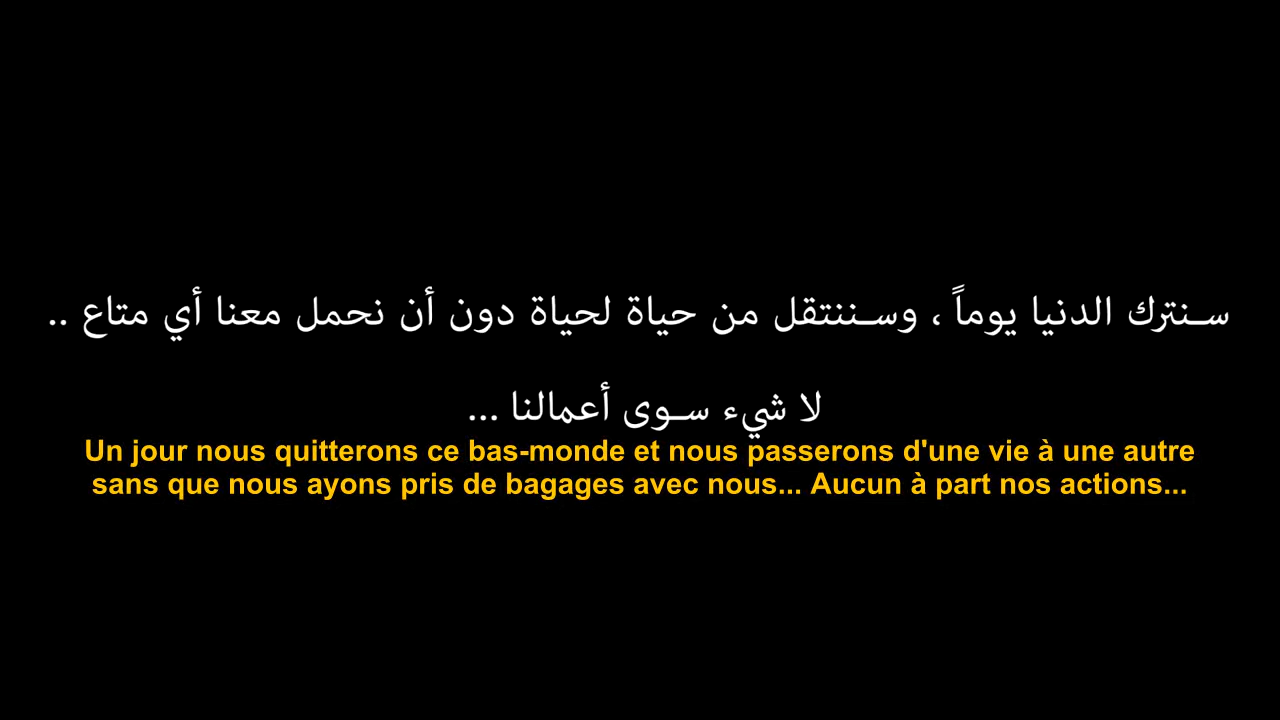 سـنترك الدنيا يوماً ، وسـننتقل من حياة لحياة دون أن نحمل معنا أي متاع ..
لا شيء سـوى أعمالنا ...
Un jour nous quitterons ce bas-monde et nous passerons d'une vie à une autre
sans que nous ayons pris de bagages avec nous... Aucun à part nos actions...